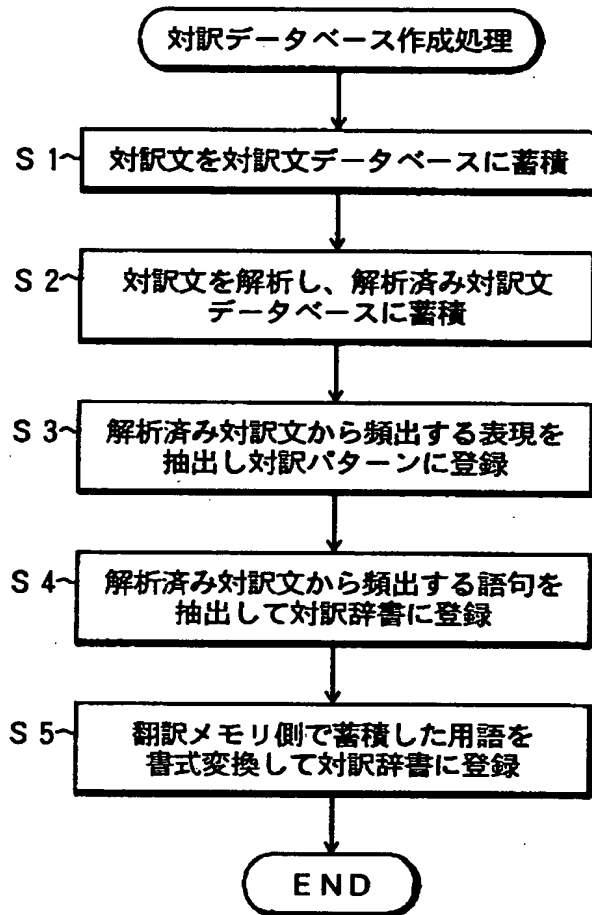 対訳データベース作成処理
S1~ 対訳文を対訳文データベースに蓄積
S2~ 対訳文を解析し、解析済み対訳文
データベースに蓄積
S3~ 解析済み対訳文から頻出する表現を
抽出し対訳パターンに登録
S4~ 解析済み対訳文から頻出する語句を
抽出して対訳辞書に登録
S5~ 翻訳メモリ側で蓄積した用語を
書式変換して対訳辞書に登録
END